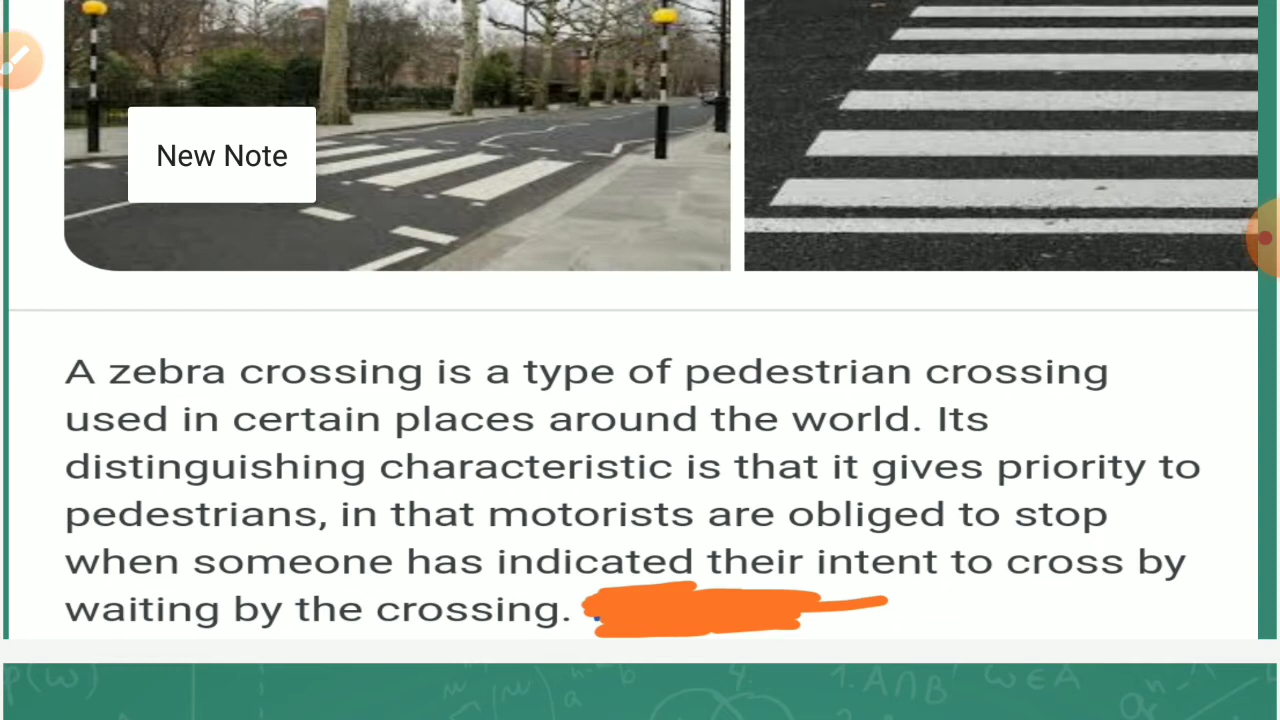 New Note
A zebra crossing is a type of pedestrian crossing
used in certain places around the world. Its
distinguishing characteristic is that it gives priority to
pedestrians, in that motorists are obliged to stop
when someone has indicated their intent to cross by
waiting by the crossing.
1. A∩B
ω∈A